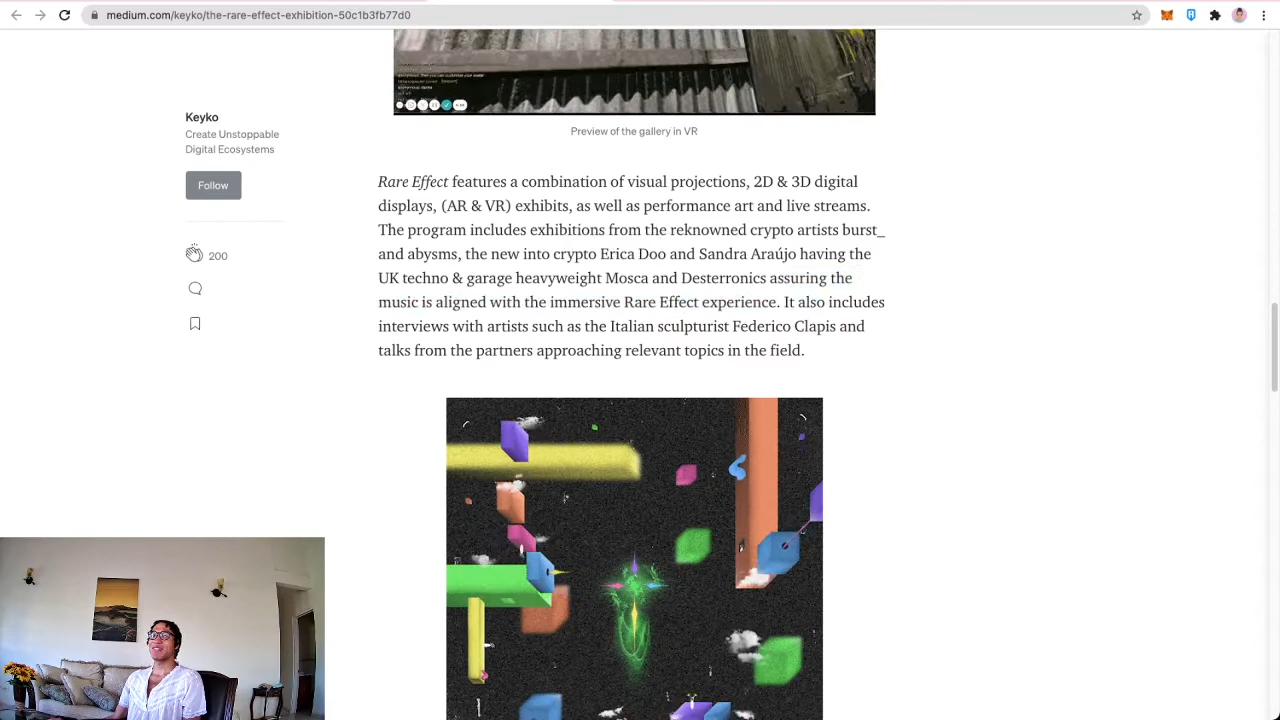 medium.com/keyko/the-rare-effect-exhibition-50c1b3fb77d0
Preview of the gallery in VR
Keyko
Create Unstoppable
Digital Ecosystems
Follow
200
Rare Effect features a combination of visual projections, 2D & 3D digital
displays, (AR & VR) exhibits, as well as performance art and live streams.
The program includes exhibitions from the reknowned crypto artists burst_
and abysms, the new into crypto Erica Doo and Sandra Araújo having the
UK techno & garage heavyweight Mosca and Desterronics assuring the
music is aligned with the immersive Rare Effect experience. It also includes
interviews with artists such as the Italian sculpturist Federico Clapis and
talks from the partners approaching relevant topics in the field.